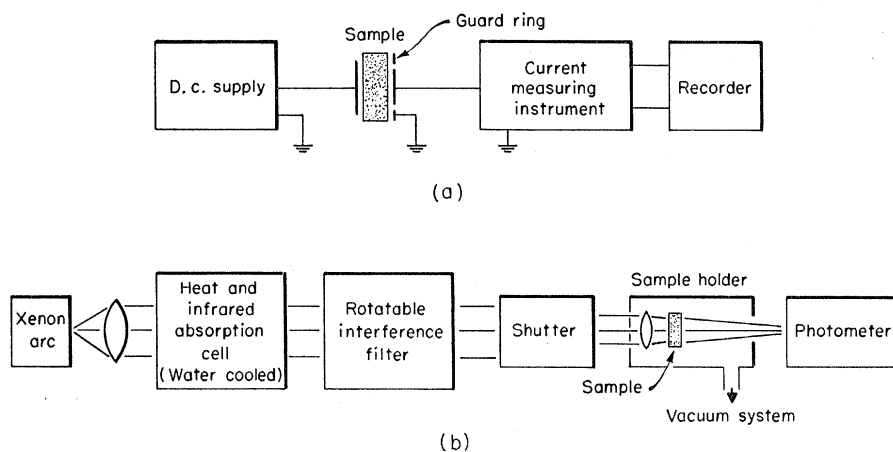 Guard ring
Sample
D.c. supply
Current
measuring
instrument
Recorder
(a)
Sample holder
Xenon
arc
Heat and
infrared
absorption
cell
(Water cooled)
Rotatable
interference
filter
Shutter
Photometer
Sample
Vacuum system
(b)